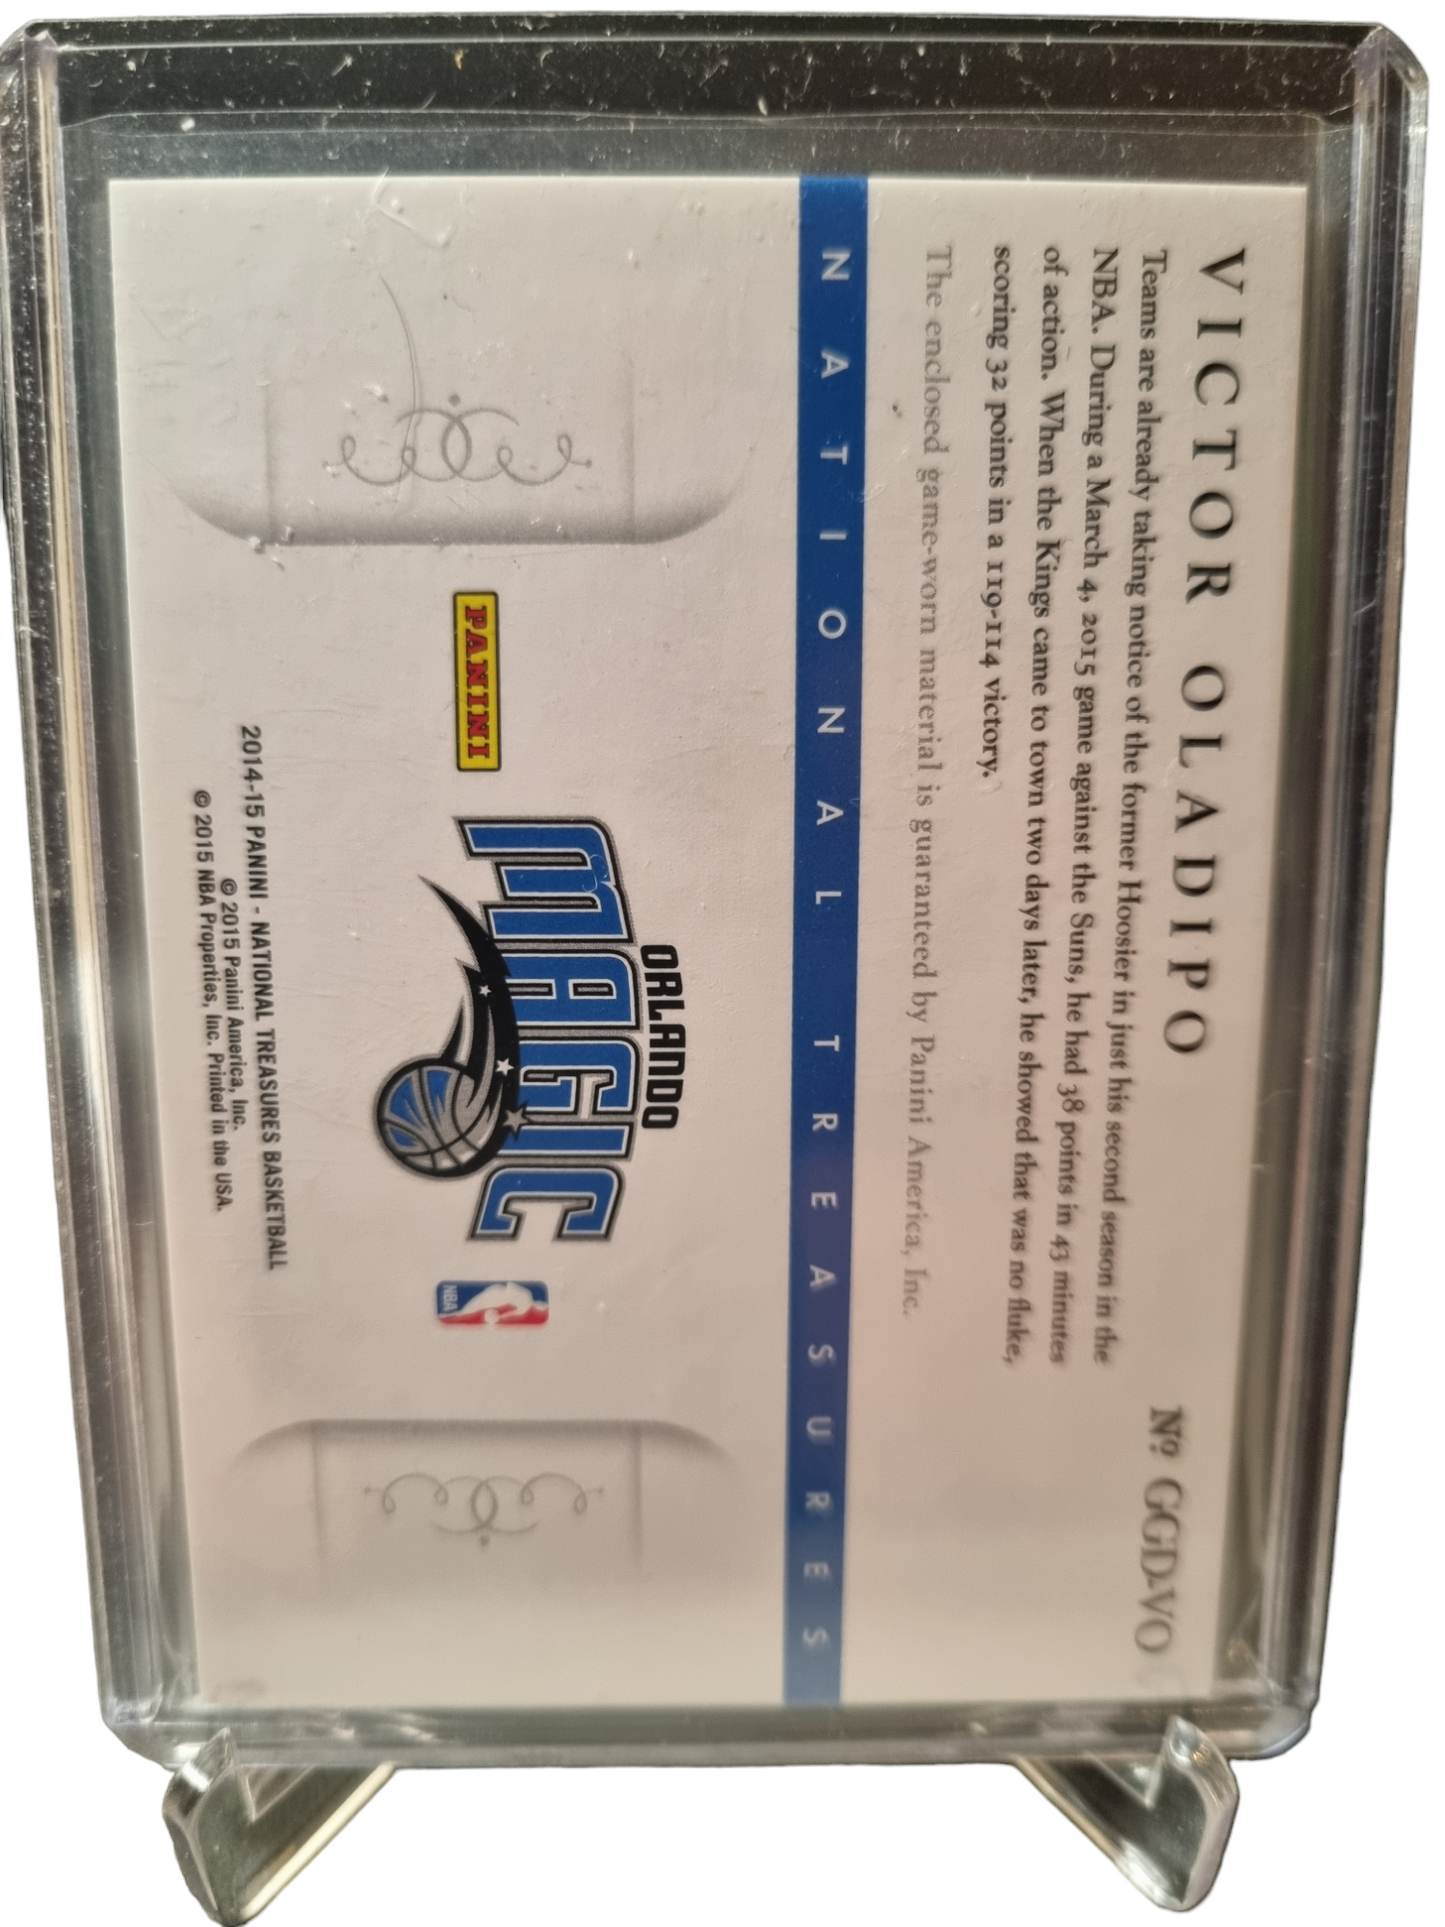 VICTOR OLADIPO
Nº GGD-VO
Teams are already taking notice of the former Hoosier in just his second season in the
NBA. During a March 4, 2015 game against the Suns, he had 38 points in 43 minutes
of action. When the Kings came to town two days later, he showed that was no fluke,
scoring 32 points in a 119-114 victory.
The enclosed game-worn material is guaranteed by Panini America, Inc.
NATIONAL TREASURES
PANINI
ORLANDO
MAGIC
NBA
2014-15 PANINI - NATIONAL TREASURES BASKETBALL
© 2015 Panini America, Inc.
© 2015 NBA Properties, Inc. Printed in the USA.